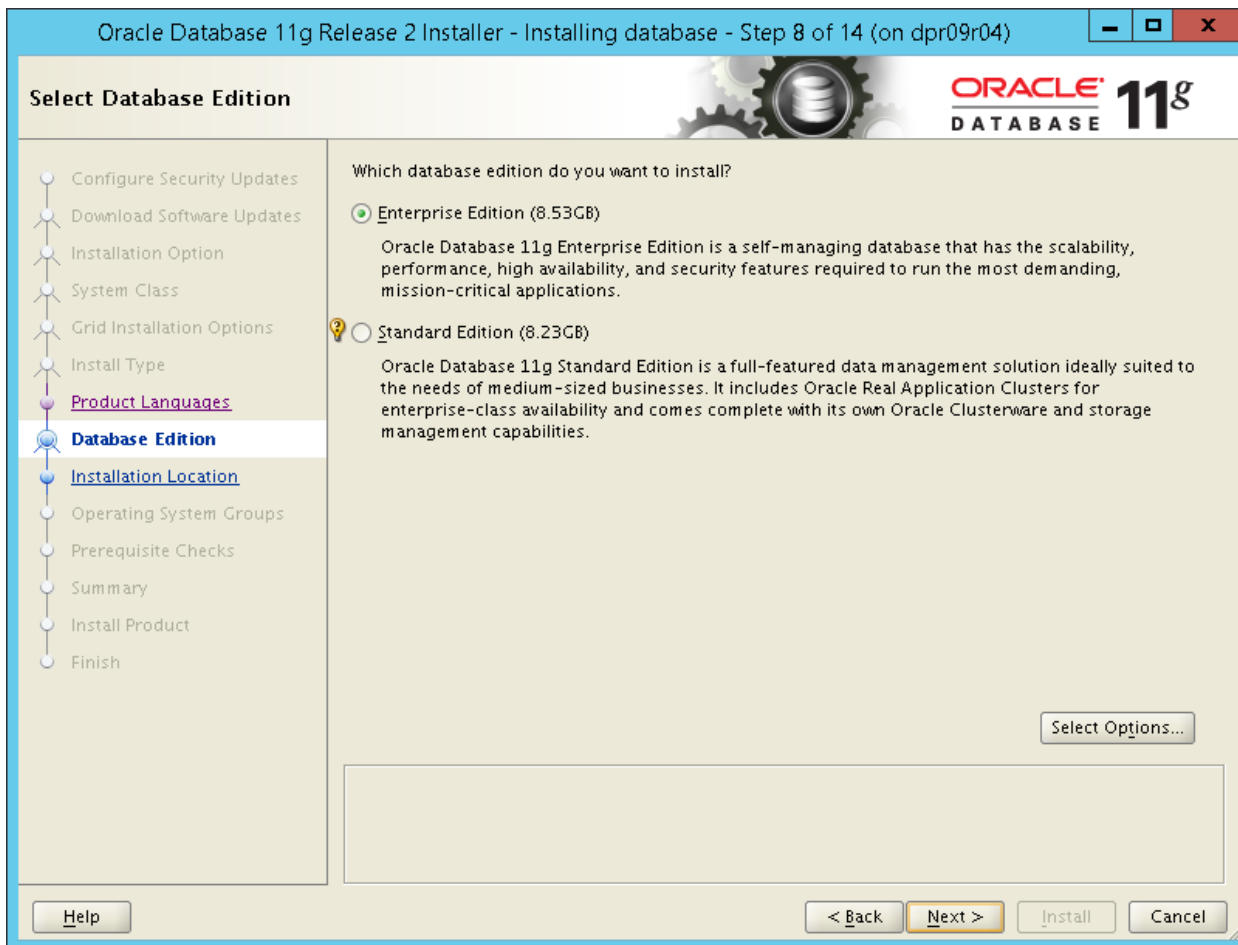 Oracle Database 11g Release 2 Installer - Installing database - Step 8 of 14 (on dpr09r04)
Select Database Edition
ORACLE
DATABASE
11g
Configure Security Updates
Download Software Updates
Installation Option
System Class
Grid Installation Options
Install Type
Product Languages
Database Edition
Installation Location
Operating System Groups
Prerequisite Checks
Summary
Install Product
Finish
Which database edition do you want to install?
Enterprise Edition (8.53GB)
Oracle Database 11g Enterprise Edition is a self-managing database that has the scalability,
performance, high availability, and security features required to run the most demanding,
mission-critical applications.
Standard Edition (8.23GB)
Oracle Database 11g Standard Edition is a full-featured data management solution ideally suited to
the needs of medium-sized businesses. It includes Oracle Real Application Clusters for
enterprise-class availability and comes complete with its own Oracle Clusterware and storage
management capabilities.
Select Options...
Help
< Back
Next >
Install
Cancel